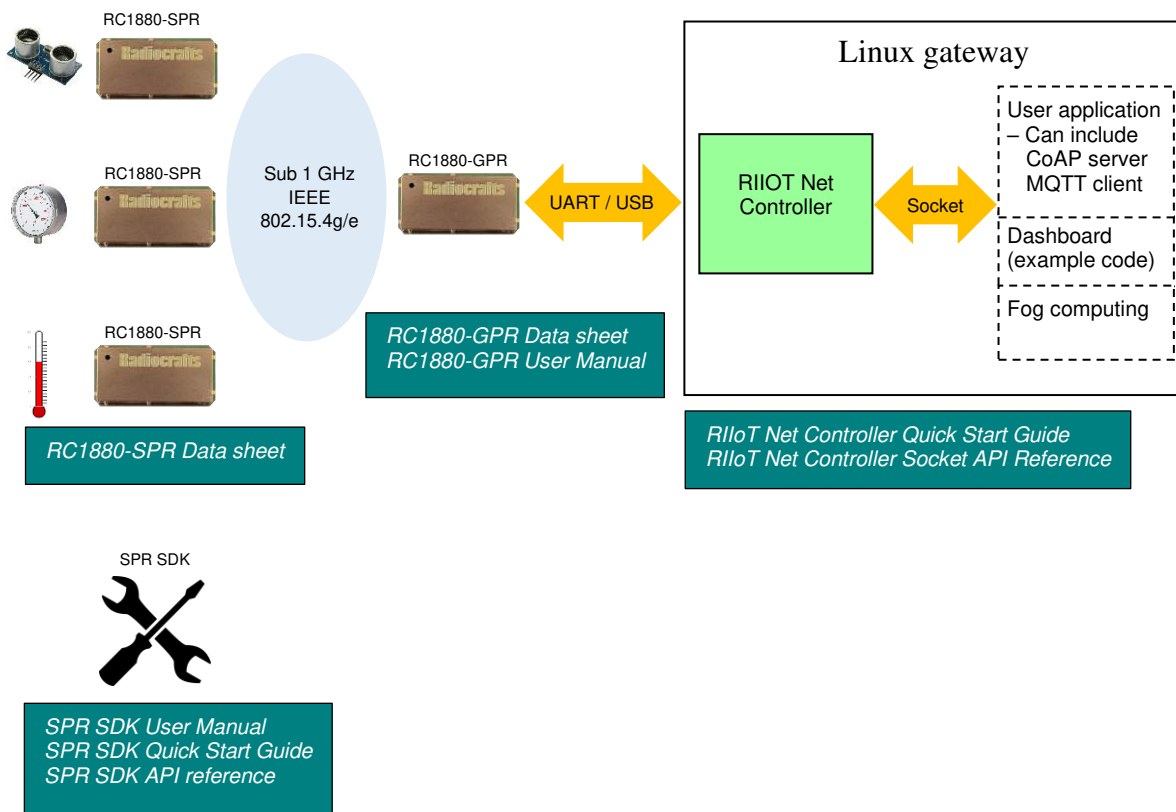 RC1880-SPR
Radiocrafts
RC1880-SPR
Radiocrafts
RC1880-SPR
Radiocrafts
RC1880-SPR Data sheet
Sub 1 GHz
IEEE
802.15.4g/e
RC1880-GPR
Radiocrafts
UART / USB
RC1880-GPR Data sheet
RC1880-GPR User Manual
Linux gateway
RIIOT Net
Controller
Socket
User application
– Can include
CoAP server
MQTT client
Dashboard
(example code)
Fog computing
RIIoT Net Controller Quick Start Guide
RIIoT Net Controller Socket API Reference
SPR SDK
SPR SDK User Manual
SPR SDK Quick Start Guide
SPR SDK API reference